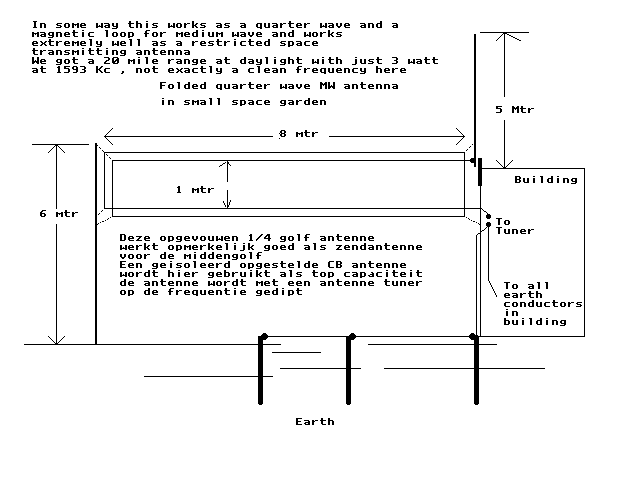 In some way this works as a quarter wave and a
magnetic loop for medium wave and works
extremely well as a restricted space
transmitting antenna
We got a 20 mile range at daylight with just 3 watt
at 1593 Kc , not exactly a clean frequency here
Folded quarter wave MW antenna
in small space garden
5 Mtr
8 mtr
Building
1 mtr
6 mtr
To
Tuner
Deze opgevouwen 1/4 golf antenne
werkt opmerkelijk goed als zendantenne
voor de middengolf
Een geisoleerd opgestelde CB antenne
wordt hier gebruikt als top capaciteit
de antenne wordt met een antenne tuner
op de frequentie gedipt
To all
earth
conductors
in
building
Earth